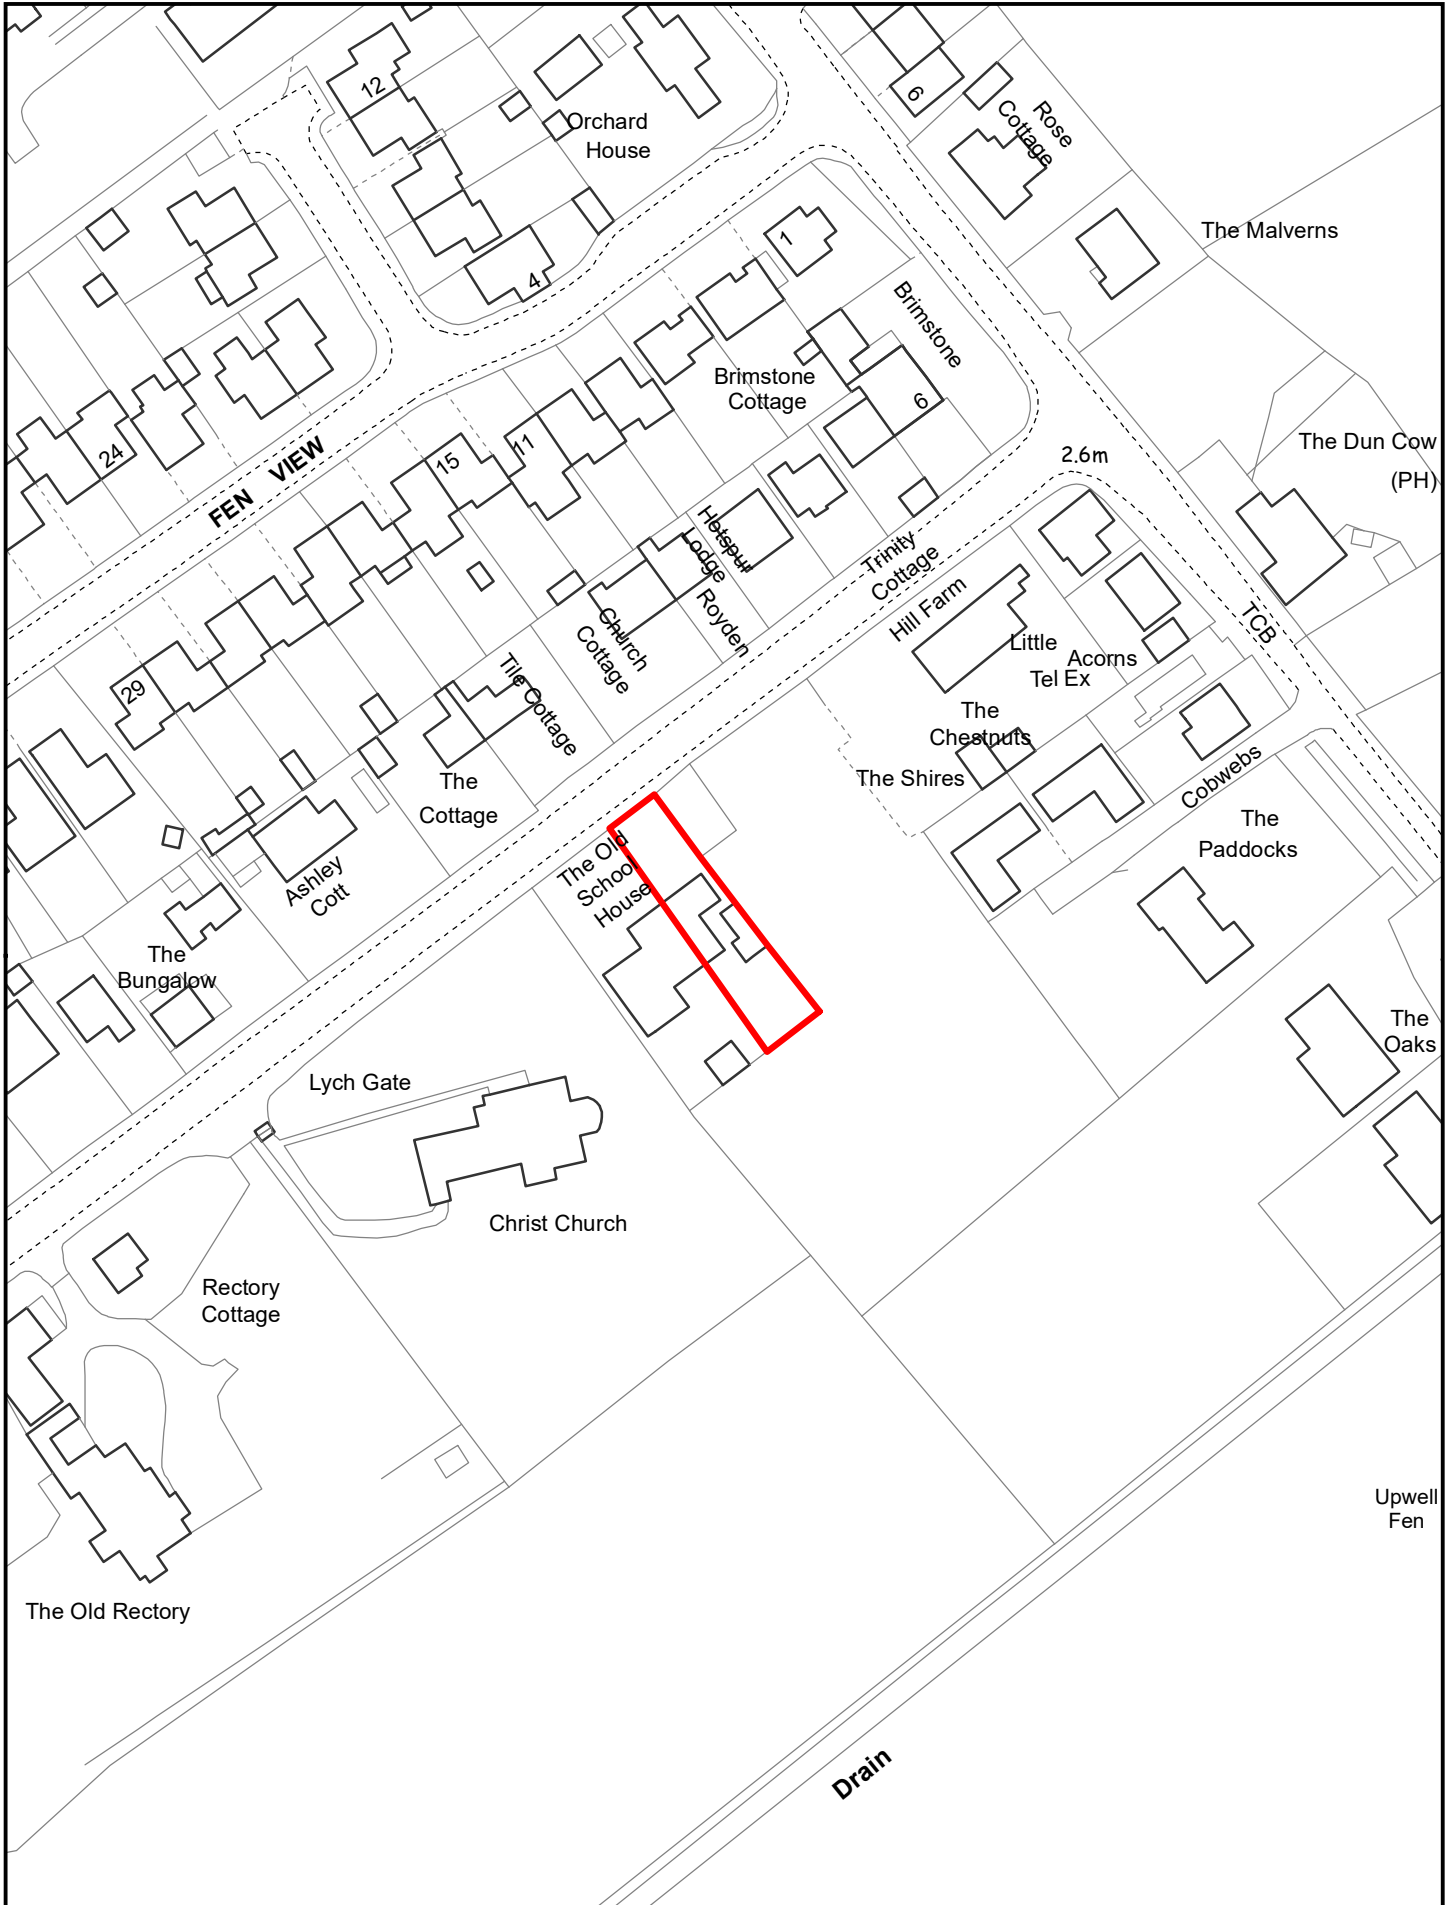 12
Orchard
House
6
Rose
Cottage
The Malverns
1
4
Brimstone
Brimstone
Cottage
6
The Dun Cow
(PH)
2.6m
24
FEN VIEW
15
11
Hotspur
Lodge
Trinity
Cottage
Hill Farm
Royden
Church
Cottage
Little
Acorns
Tel Ex
TCB
29
Tile Cottage
The
Chestnuts
The Shires
The
Cottage
Cobwebs
The
Paddocks
The Old
School
House
Ashley
Cott
The
Bungalow
The
Oaks
Lych Gate
Christ Church
Rectory
Cottage
Upwell
Fen
The Old Rectory
Drain